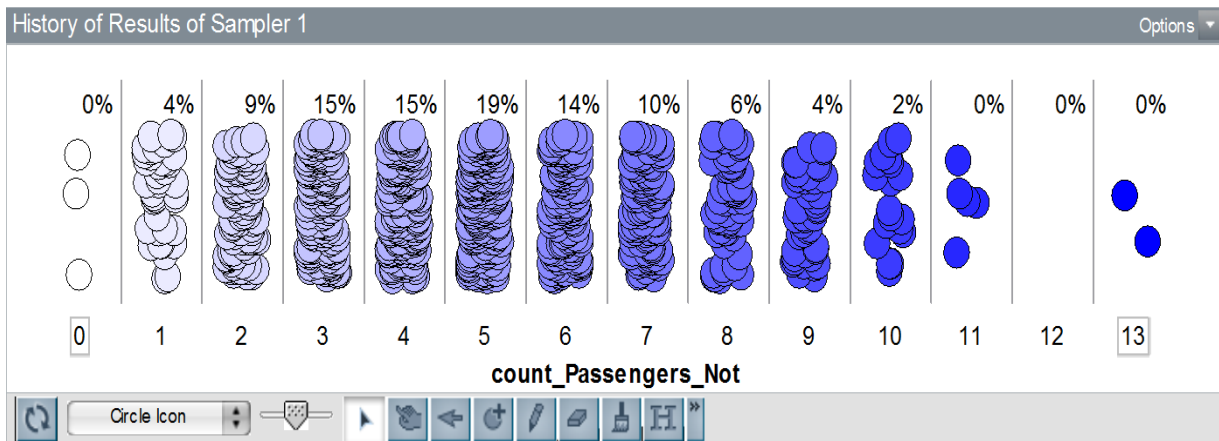 History of Results of Sampler 1 Options
0% 4% 9% 15% 15% 19% 14% 10% 6% 4% 2% 0% 0% 0%
0 1 2 3 4 5 6 7 8 9 10 11 12 13
count_Passengers_Not
Circle Icon H »